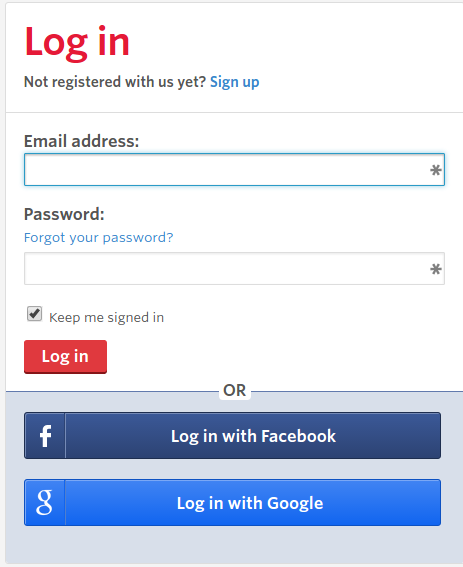 Log in
Not registered with us yet? Sign up
Email address:
*
Password:
Forgot your password?
*
Keep me signed in
Log in
OR
f Log in with Facebook
g Log in with Google